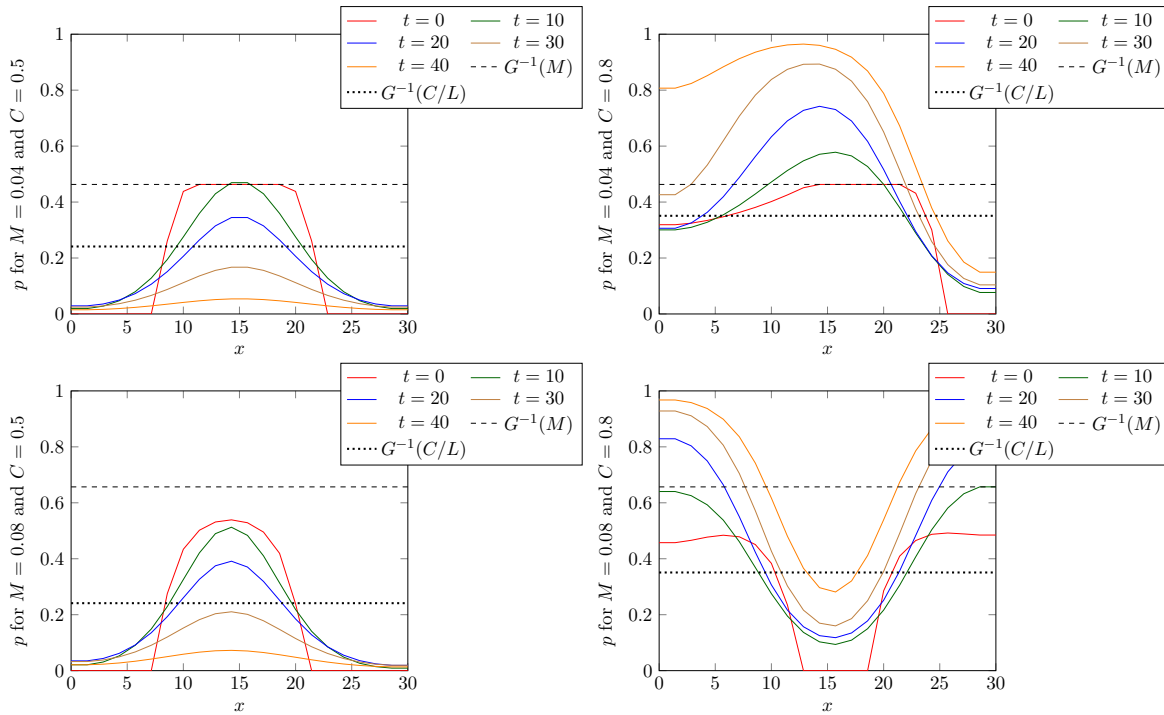 t = 0 t = 10
t = 20 t = 30
t = 40 G⁻¹(M)
G⁻¹(C/L)
p for M = 0.04 and C = 0.5
1
0.8
0.6
0.4
0.2
0
0 5 10 15 20 25 30
x
t = 0 t = 10
t = 20 t = 30
t = 40 G⁻¹(M)
G⁻¹(C/L)
p for M = 0.04 and C = 0.8
1
0.8
0.6
0.4
0.2
0
0 5 10 15 20 25 30
x
t = 0 t = 10
t = 20 t = 30
t = 40 G⁻¹(M)
G⁻¹(C/L)
p for M = 0.08 and C = 0.5
1
0.8
0.6
0.4
0.2
0
0 5 10 15 20 25 30
x
t = 0 t = 10
t = 20 t = 30
t = 40 G⁻¹(M)
G⁻¹(C/L)
p for M = 0.08 and C = 0.8
1
0.8
0.6
0.4
0.2
0
0 5 10 15 20 25 30
x